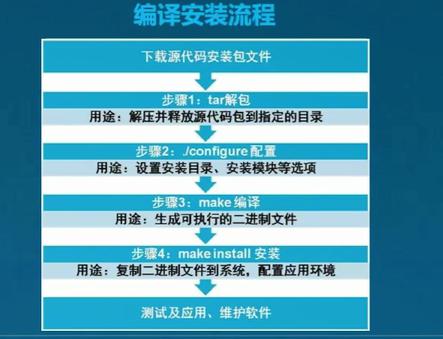 编译安装流程
下载源代码安装包文件
步骤1：tar解包
用途：解压并释放源代码包到指定的目录
步骤2：./configure 配置
用途：设置安装目录、安装模块等选项
步骤3：make 编译
用途：生成可执行的二进制文件
步骤4：make install 安装
用途：复制二进制文件到系统，配置应用环境
测试及应用、维护软件